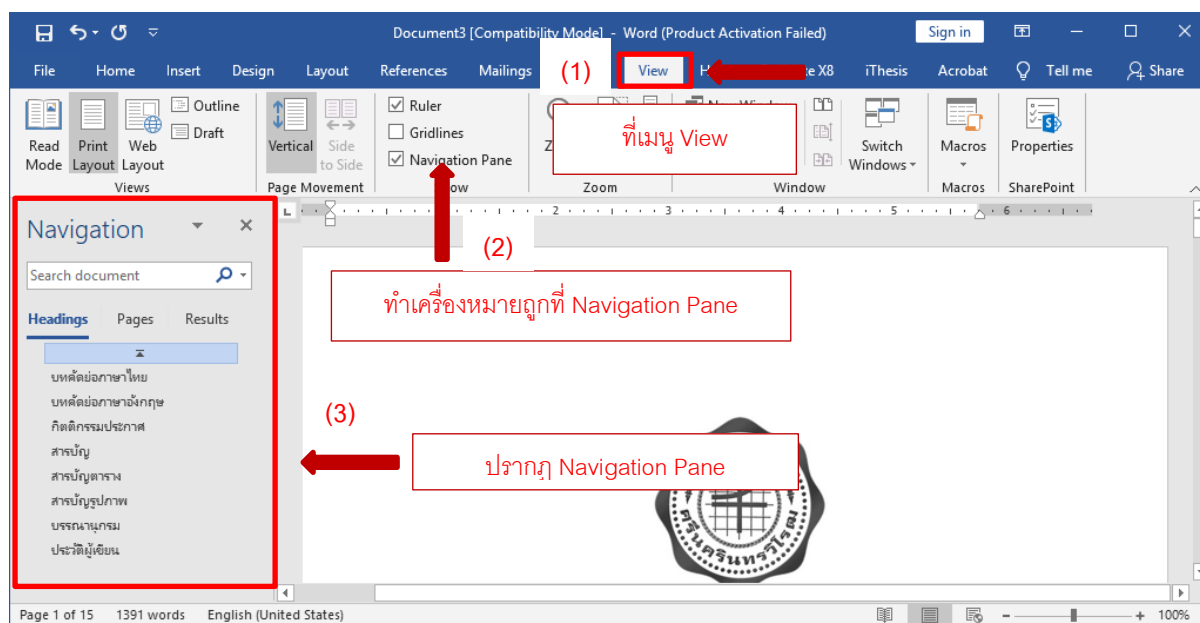 Document3 [Compatibility Mode] - Word (Product Activation Failed)
Sign in
File Home Insert Design Layout References Mailings View X8 iThesis Acrobat Tell me Share
(1)
ที่เมนู View
Read Mode
Print Layout
Web Layout
Outline
Draft
Views
Vertical
Side to Side
Page Movement
Ruler
Gridlines
Navigation Pane
Zoom
Window
Switch Windows
Macros
Macros
Properties
SharePoint
2 3 4 5 6
(2)
ทำเครื่องหมายถูกที่ Navigation Pane
Navigation
Search document
Headings Pages Results
บทคัดย่อภาษาไทย
บทคัดย่อภาษาอังกฤษ
กิตติกรรมประกาศ
สารบัญ
สารบัญตาราง
สารบัญรูปภาพ
บรรณานุกรม
ประวัติผู้เขียน
(3)
ปรากฏ Navigation Pane
Page 1 of 15 1391 words English (United States)
100%